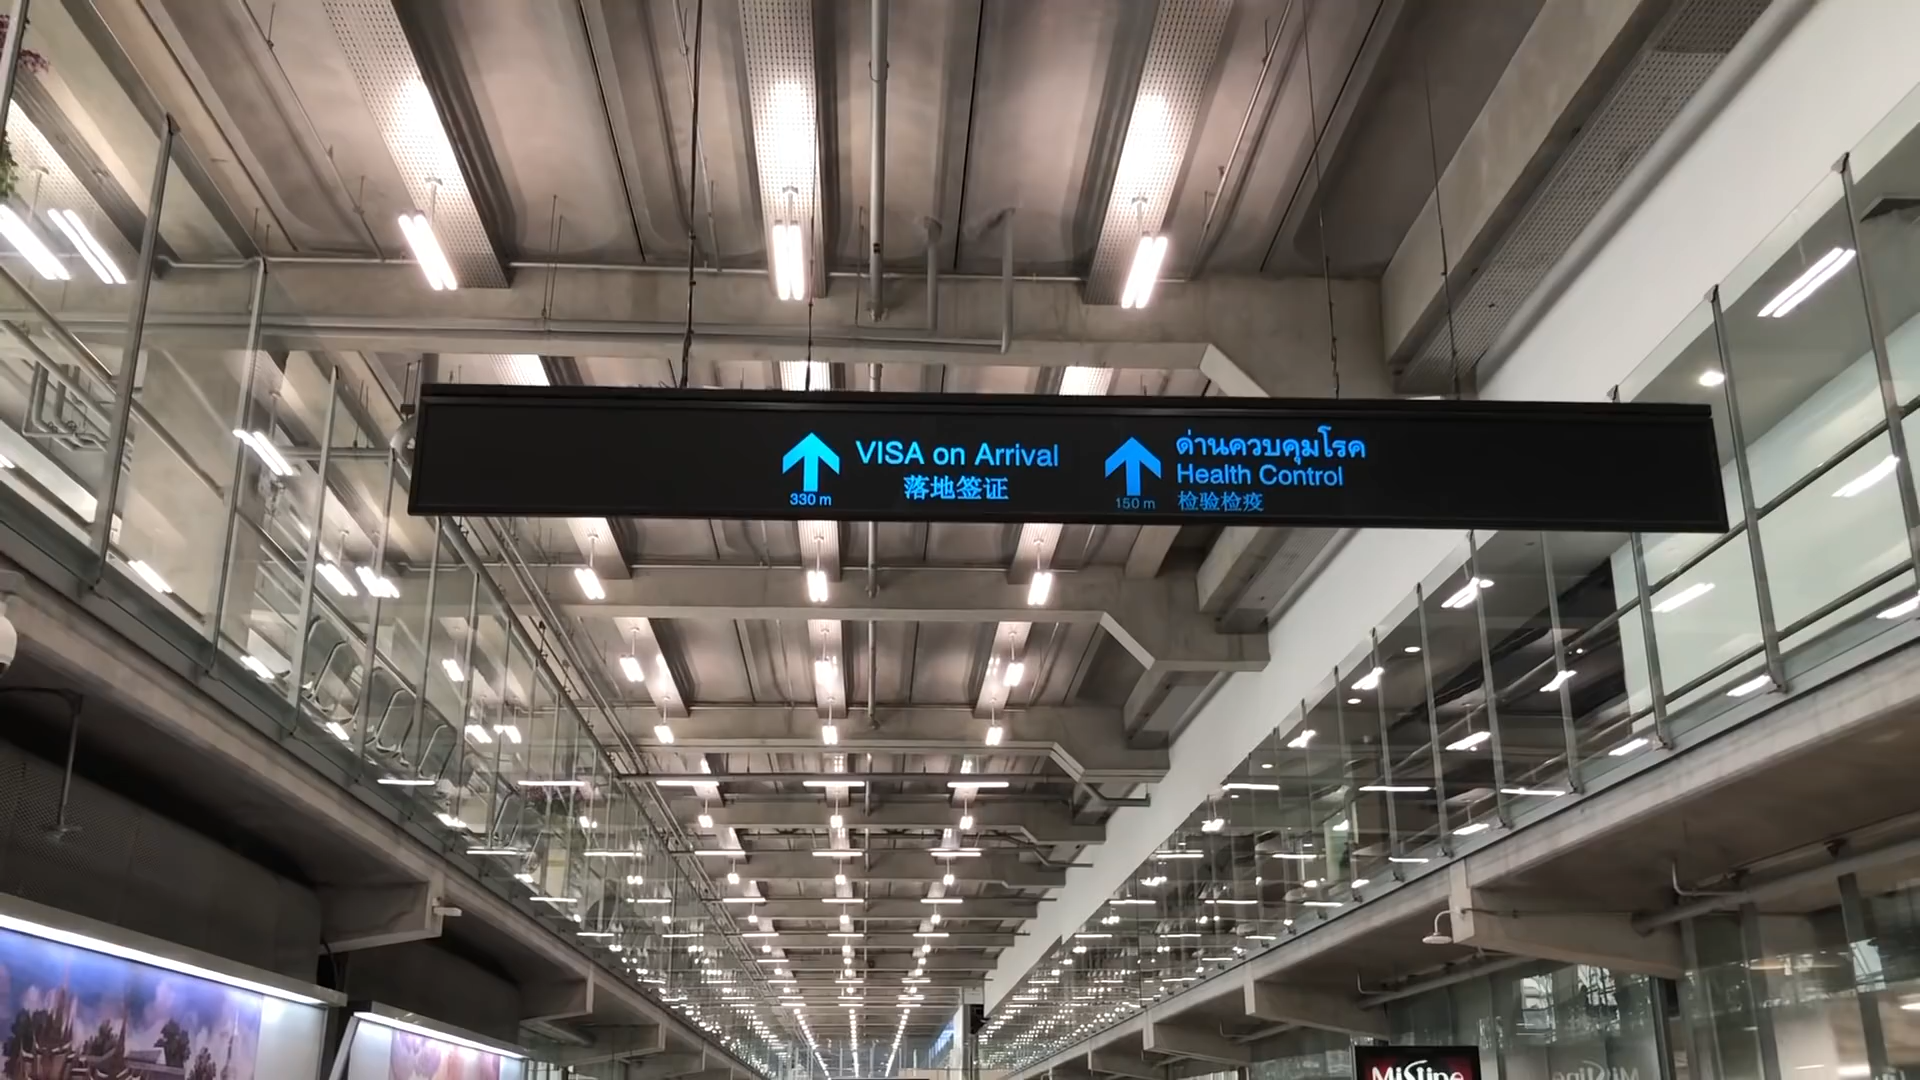 VISA on Arrival
落地签证
330 m
ด่านควบคุมโรค
Health Control
检验检疫
150 m
Mistine